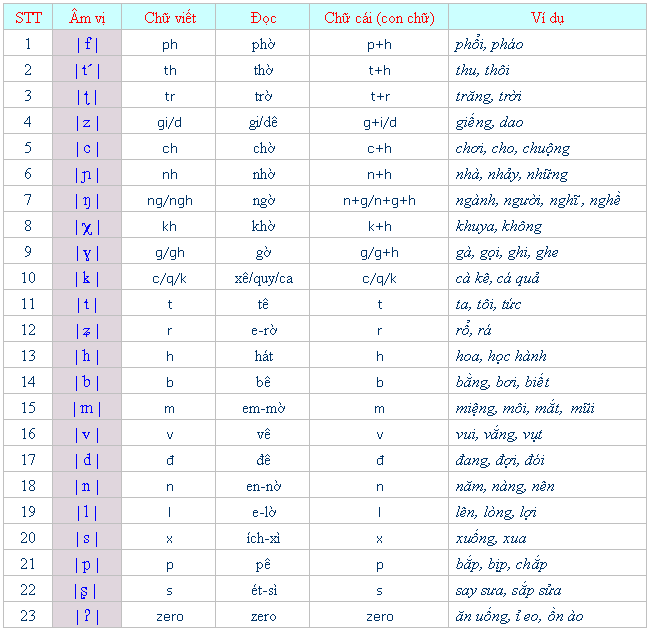 STT Âm vị Chữ viết Đọc Chữ cái (con chữ) Ví dụ
1 | f | ph phờ p+h phổi, pháo
2 | t´ | th thờ t+h thu, thôi
3 | ʈ | tr trờ t+r trăng, trời
4 | z | gi/d gi/dê g+i/d giếng, dao
5 | c | ch chờ c+h chơi, cho, chuộng
6 | ɲ | nh nhờ n+h nhà, nhảy, những
7 | ŋ | ng/ngh ngờ n+g/n+g+h ngành, người, nghĩ , nghề
8 | χ | kh khờ k+h khuya, không
9 | ɣ | g/gh gờ g/g+h gà, gọi, ghi, ghe
10 | k | c/q/k xê/quy/ca c/q/k cà kê, cá quả
11 | t | t tê t ta, tôi, tức
12 | ʐ | r e-rờ r rổ, rá
13 | h | h hát h hoa, học hành
14 | b | b bê b bằng, bơi, biết
15 | m | m em-mờ m miệng, môi, mắt, mũi
16 | v | v vê v vui, vắng, vụt
17 | d | đ đê đ đang, đợi, đói
18 | n | n en-nờ n năm, nàng, nên
19 | l | l e-lờ l lên, lòng, lợi
20 | s | x ích-xì x xuống, xua
21 | p | p pê p bắp, bịp, chắp
22 | ʂ | s ét-sì s say sưa, sắp sửa
23 | ʔ | zero zero zero ăn uống, ỉ eo, ồn ào